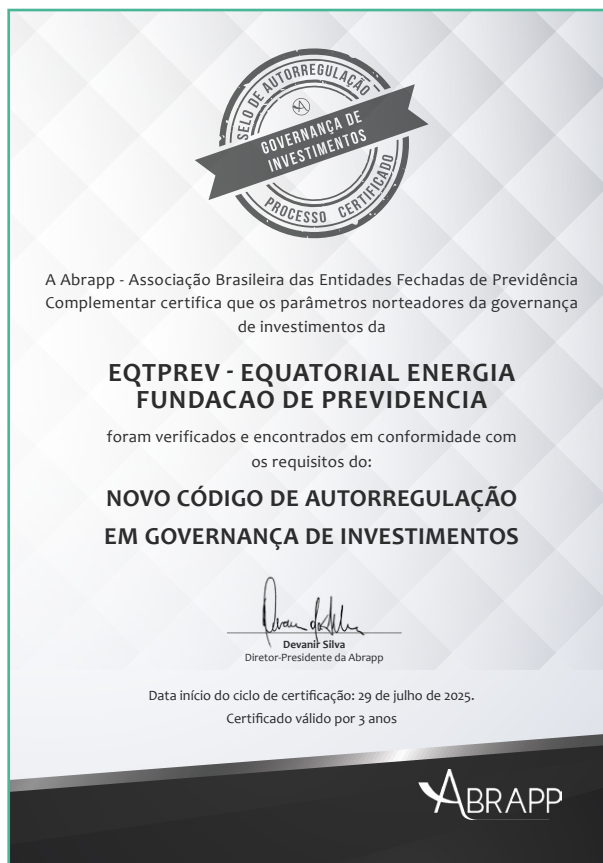 SELO DE AUTORREGULAÇÃO
GOVERNANÇA DE
INVESTIMENTOS
PROCESSO CERTIFICADO
A Abrapp - Associação Brasileira das Entidades Fechadas de Previdência
Complementar certifica que os parâmetros norteadores da governança
de investimentos da
EQTPREV - EQUATORIAL ENERGIA
FUNDACAO DE PREVIDENCIA
foram verificados e encontrados em conformidade com
os requisitos do:
NOVO CÓDIGO DE AUTORREGULAÇÃO
EM GOVERNANÇA DE INVESTIMENTOS
Devanir Silva
Diretor-Presidente da Abrapp
Data início do ciclo de certificação: 29 de julho de 2025.
Certificado válido por 3 anos
ABRAPP